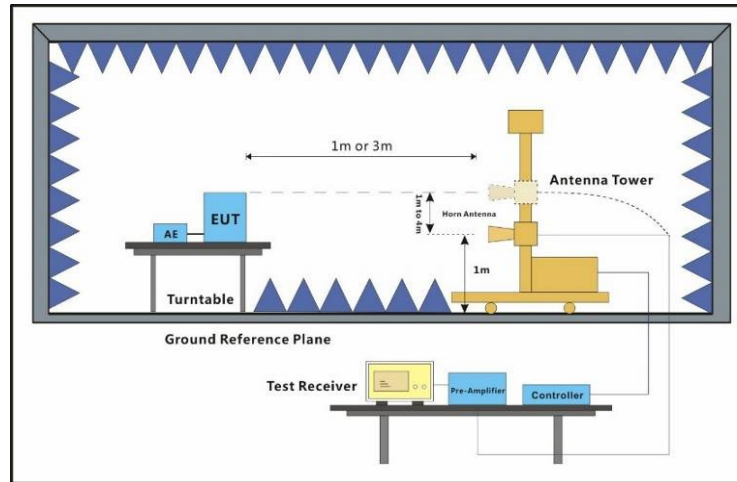 1m or 3m
Antenna Tower
1m to 4m
Horn Antenna
EUT
AE
1m
Turntable
Ground Reference Plane
Test Receiver
Pre-Amplifier
Controller